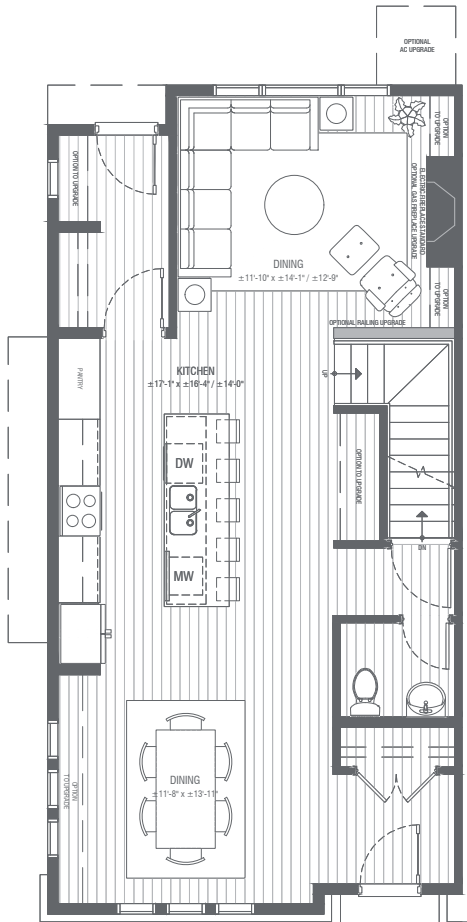 OPTIONAL
AC UPGRADE
OPTION
TO UPGRADE
OPTION TO UPGRADE
ELECTRIC FIREPLACE STANDARD
OPTIONAL GAS FIREPLACE UPGRADE
DINING
±11'-10" x ±14'-1" / ±12'-9"
OPTION
TO UPGRADE
OPTIONAL RAILING UPGRADE
KITCHEN
±17'-1" x ±16'-4" / ±14'-0"
UP
PANTRY
DW
OPTION TO UPGRADE
DN
MW
DINING
±11'-8" x ±13'-11"
OPTION
TO UPGRADE